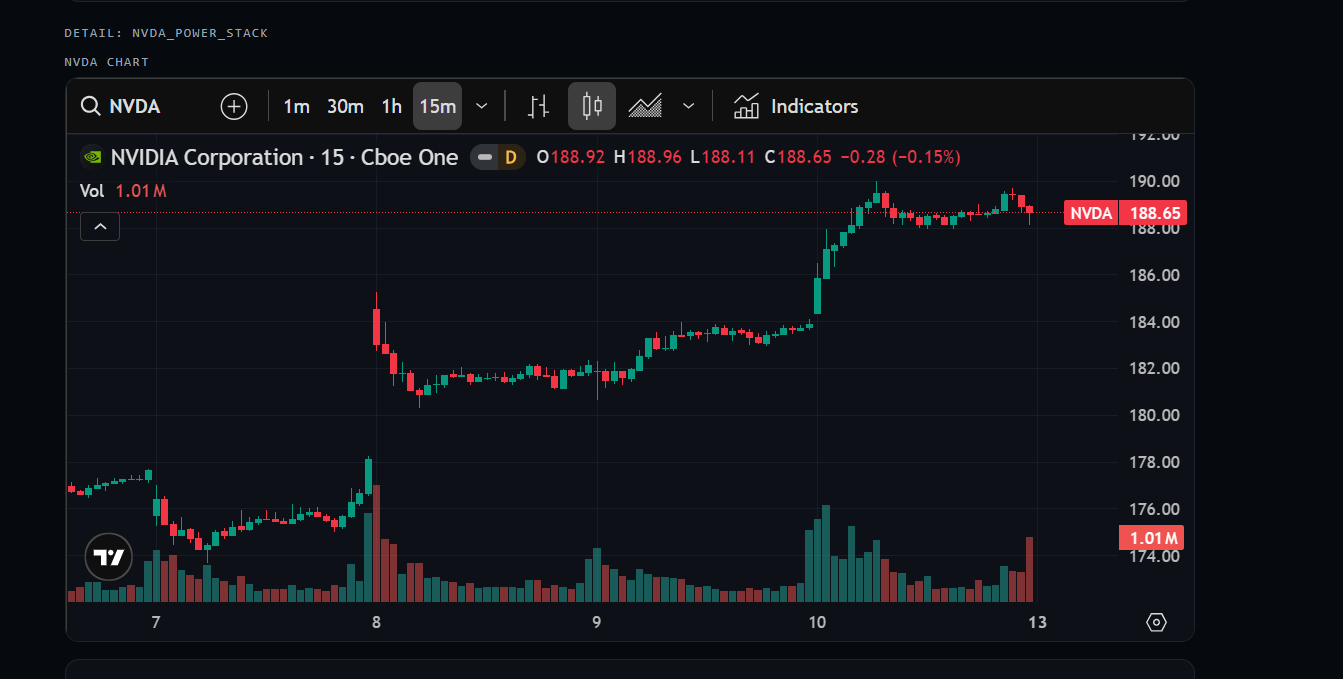 DETAIL: NVDA_POWER_STACK
NVDA CHART
NVDA 1m 30m 1h 15m Indicators
192.00
NVIDIA Corporation · 15 · Cboe One D O188.92 H188.96 L188.11 C188.65 −0.28 (−0.15%)
190.00
Vol 1.01M
NVDA 188.65
188.00
186.00
184.00
182.00
180.00
178.00
176.00
1.01M
174.00
7 8 9 10 13